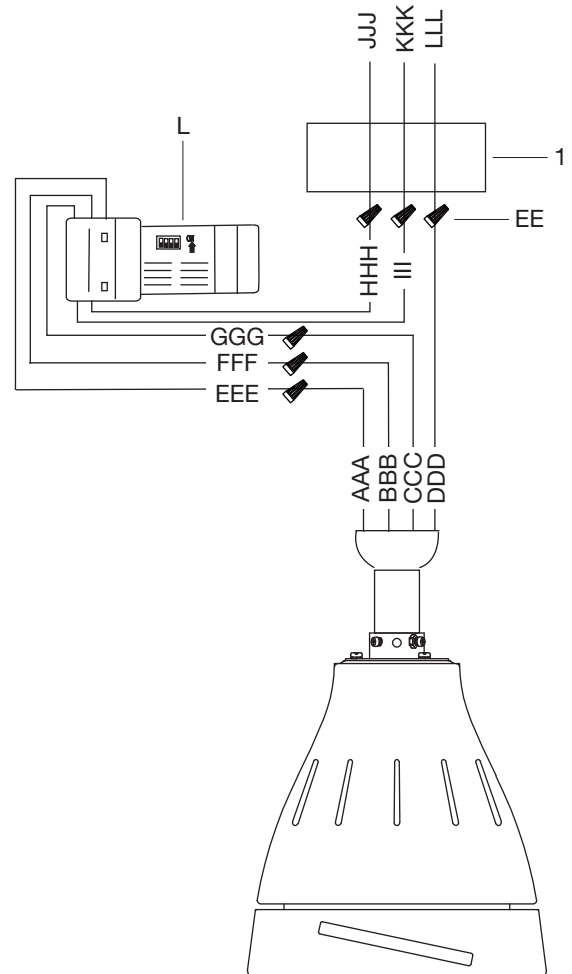 JJJ
KKK
LLL
L
1
EE
HHH
III
GGG
FFF
EEE
AAA
BBB
CCC
DDD